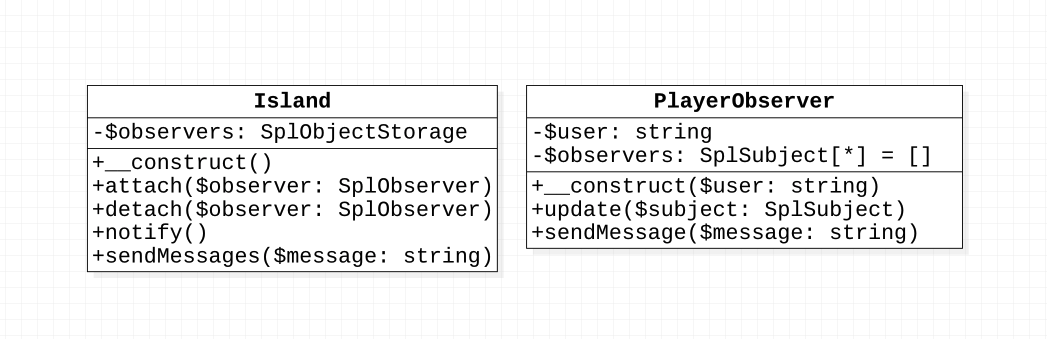 Island
-$observers: SplObjectStorage
+__construct()
+attach($observer: SplObserver)
+detach($observer: SplObserver)
+notify()
+sendMessages($message: string)
PlayerObserver
-$user: string
-$observers: SplSubject[*] = []
+__construct($user: string)
+update($subject: SplSubject)
+sendMessage($message: string)